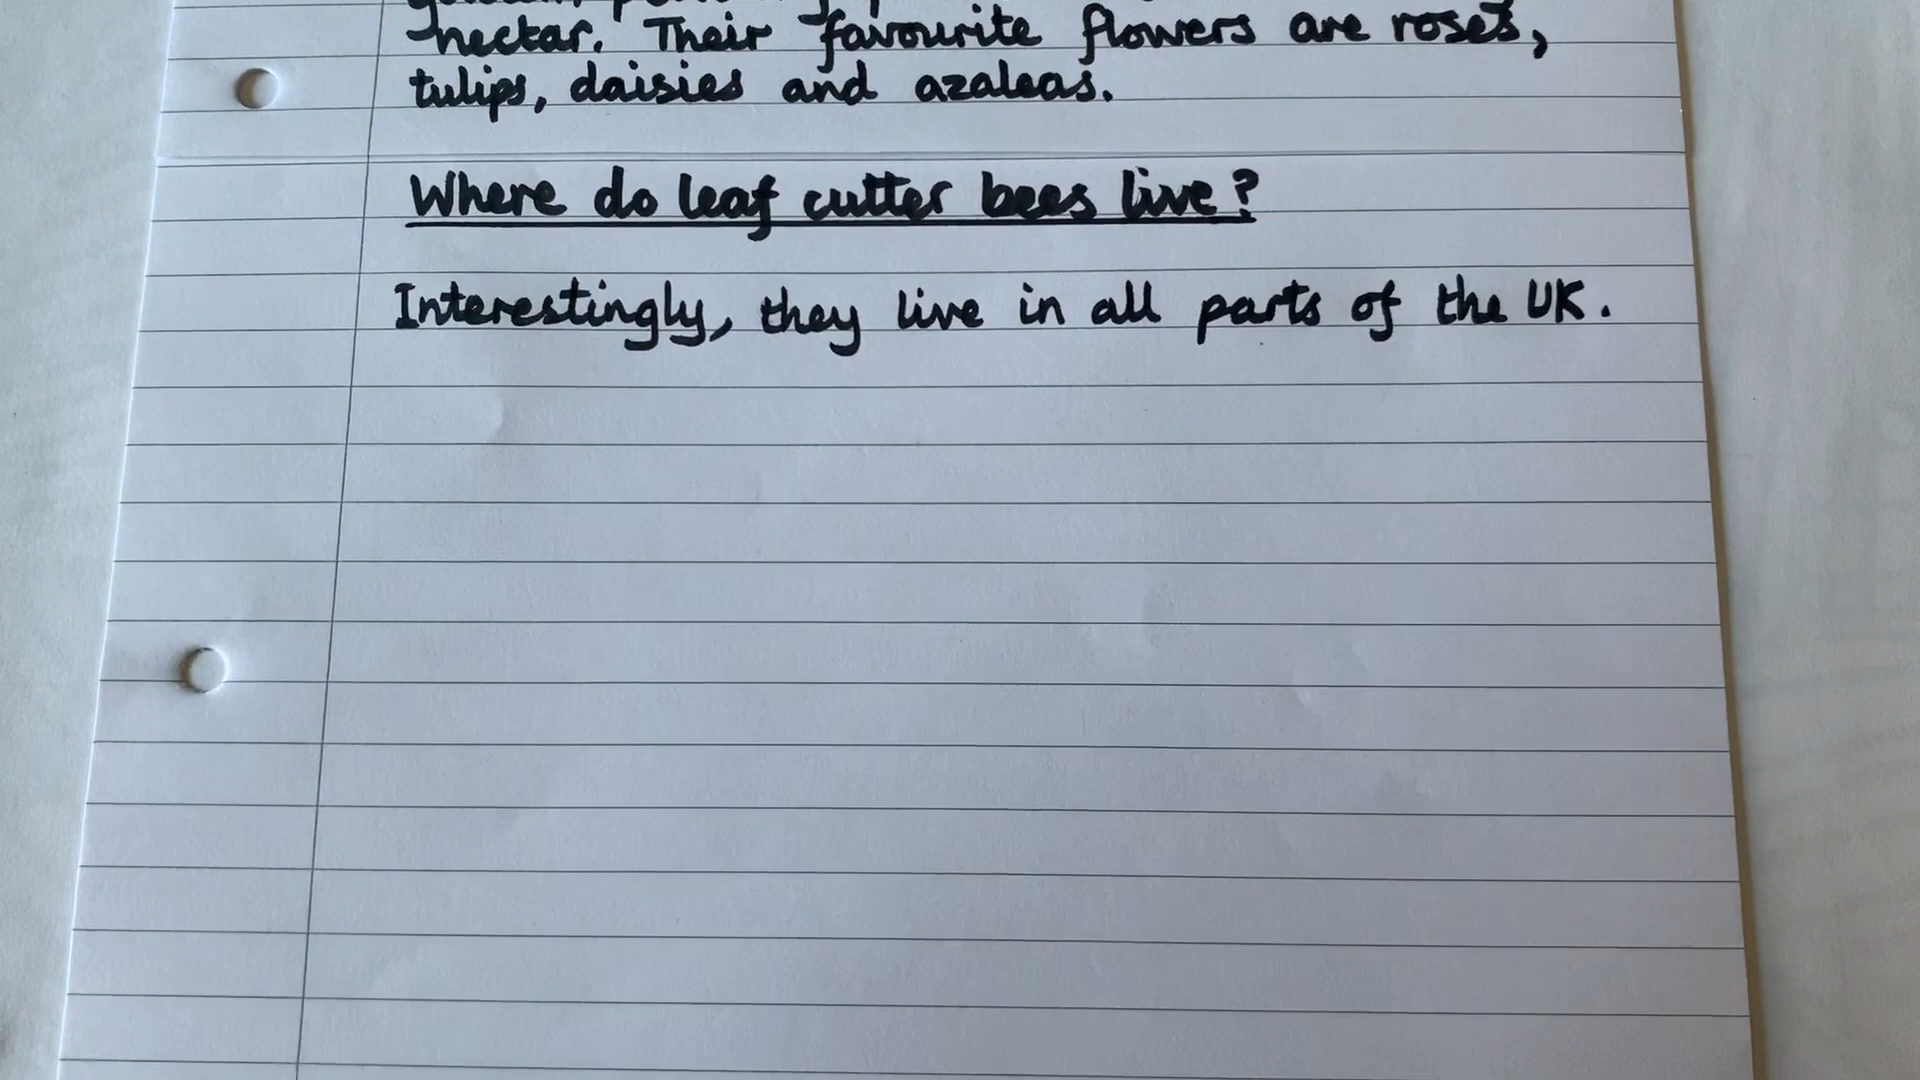 nectar. Their favourite flowers are roses,
tulips, daisies and azaleas.
Where do leaf cutter bees live?
Interestingly, they live in all parts of the UK.